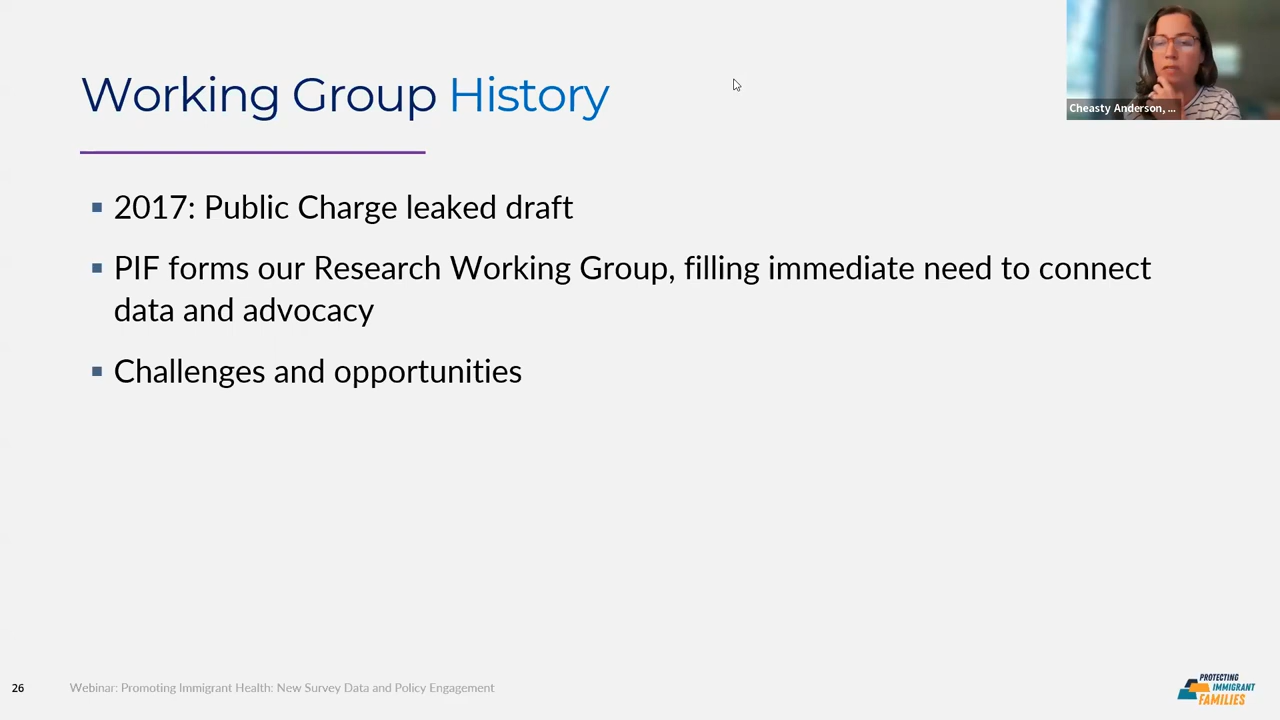 Working Group History
Cheasty Anderson, ...
▪ 2017: Public Charge leaked draft
▪ PIF forms our Research Working Group, filling immediate need to connect
data and advocacy
▪ Challenges and opportunities
26
Webinar: Promoting Immigrant Health: New Survey Data and Policy Engagement
PROTECTING
IMMIGRANT
FAMILIES